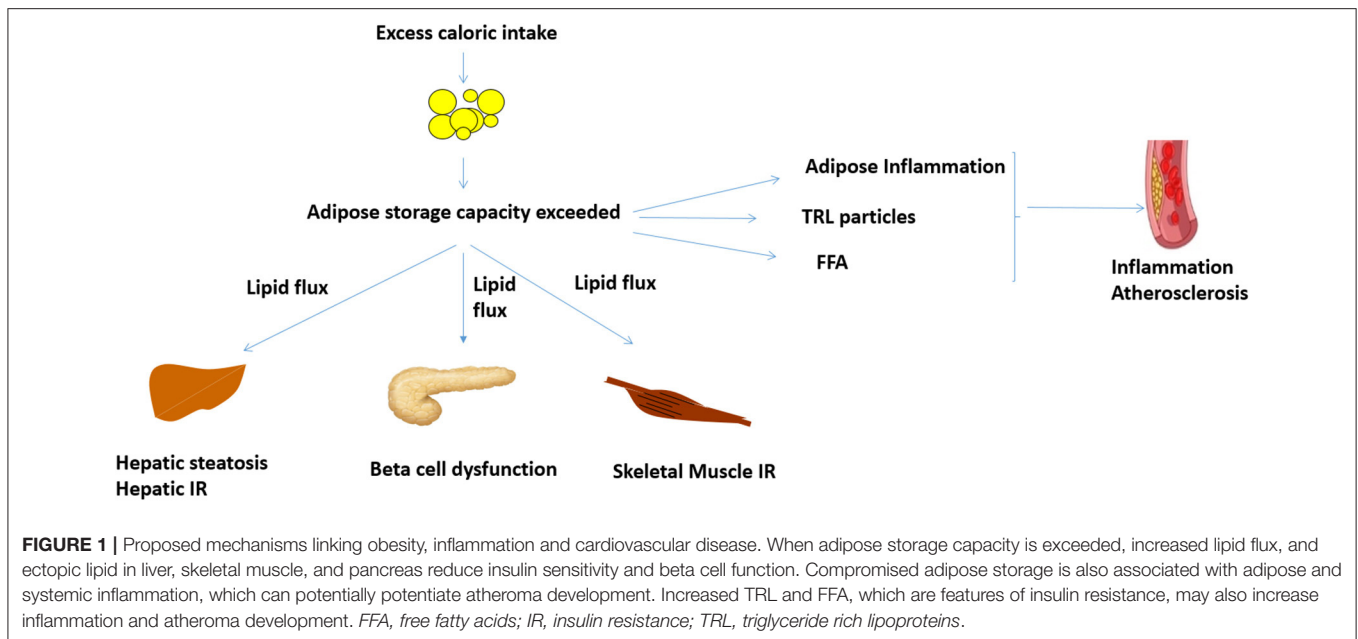 Excess caloric intake
Adipose storage capacity exceeded
Adipose Inflammation
TRL particles
FFA
Inflammation
Atherosclerosis
Lipid flux
Lipid
flux
Lipid flux
Hepatic steatosis
Hepatic IR
Beta cell dysfunction
Skeletal Muscle IR
FIGURE 1 | Proposed mechanisms linking obesity, inflammation and cardiovascular disease. When adipose storage capacity is exceeded, increased lipid flux, and
ectopic lipid in liver, skeletal muscle, and pancreas reduce insulin sensitivity and beta cell function. Compromised adipose storage is also associated with adipose and
systemic inflammation, which can potentially potentiate atheroma development. Increased TRL and FFA, which are features of insulin resistance, may also increase
inflammation and atheroma development. FFA, free fatty acids; IR, insulin resistance; TRL, triglyceride rich lipoproteins.